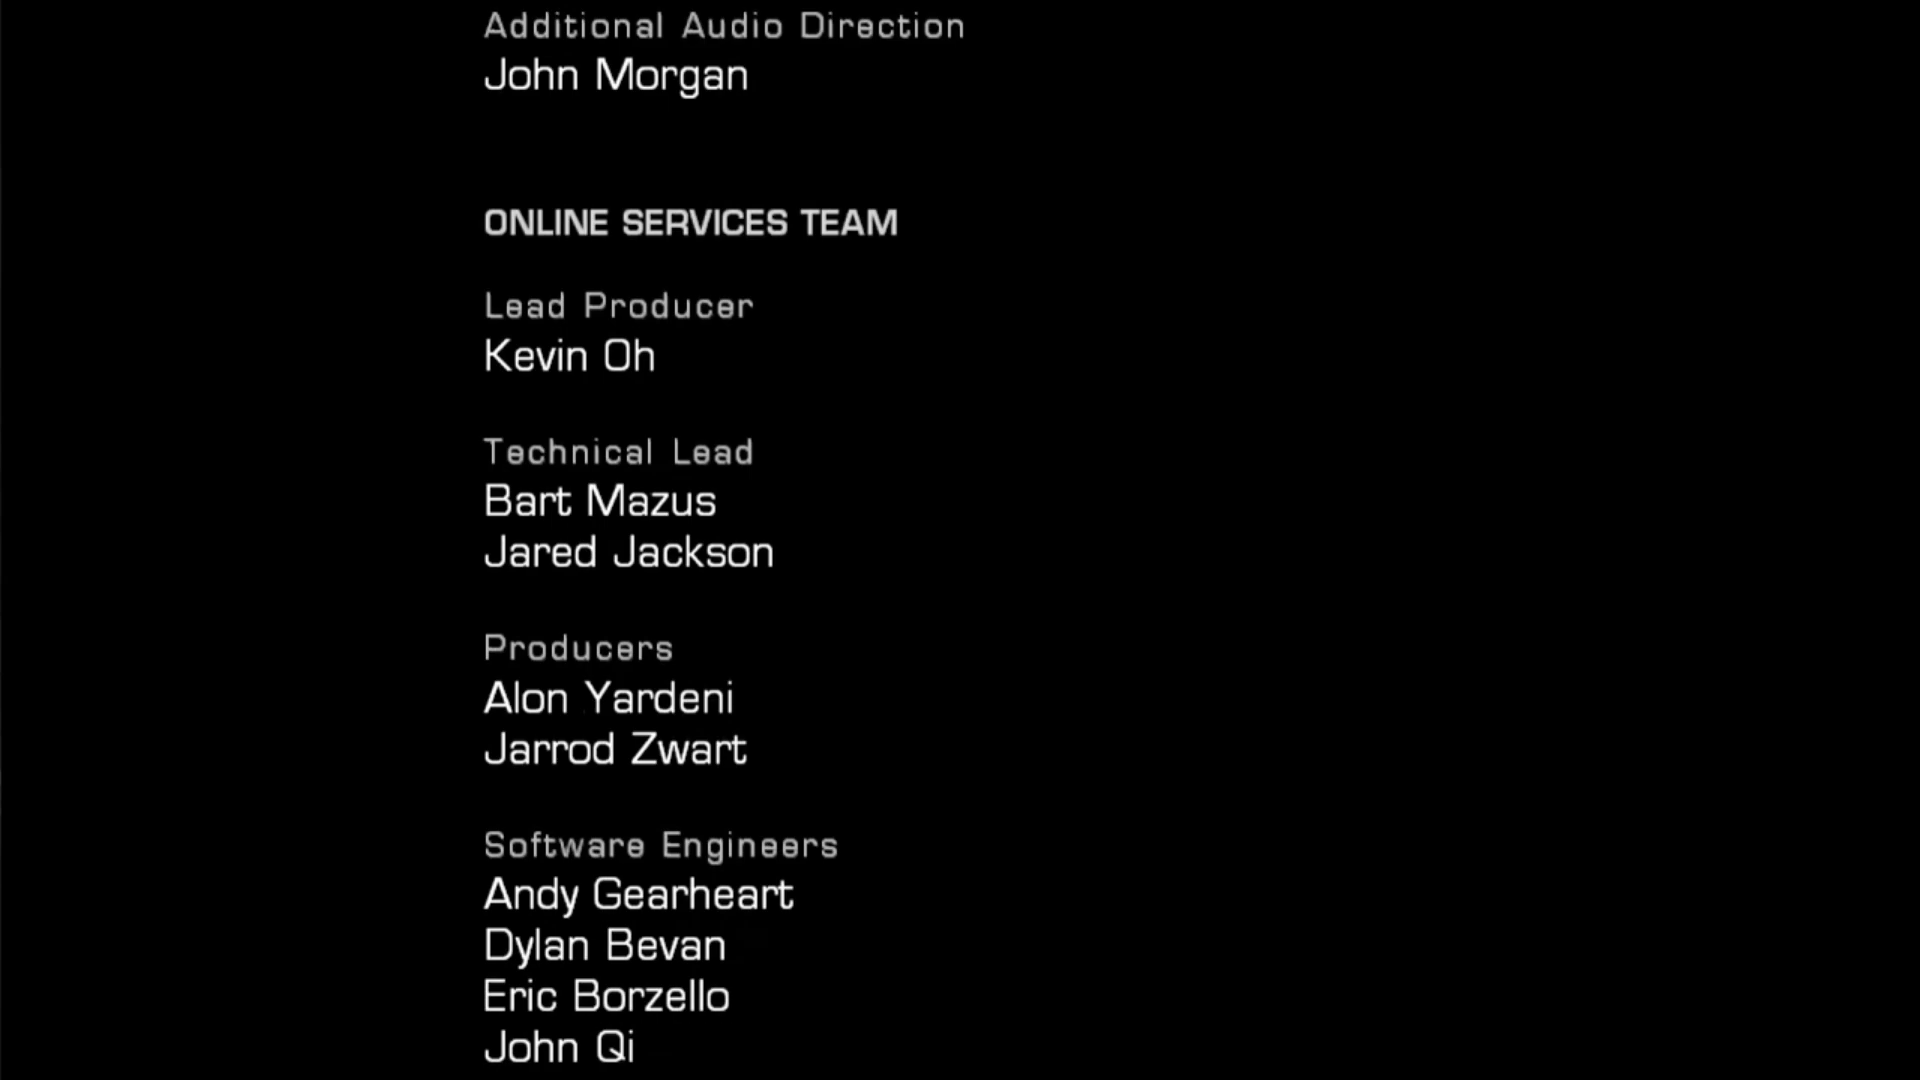 Additional Audio Direction
John Morgan
ONLINE SERVICES TEAM
Lead Producer
Kevin Oh
Technical Lead
Bart Mazus
Jared Jackson
Producers
Alon Yardeni
Jarrod Zwart
Software Engineers
Andy Gearheart
Dylan Bevan
Eric Borzello
John Qi